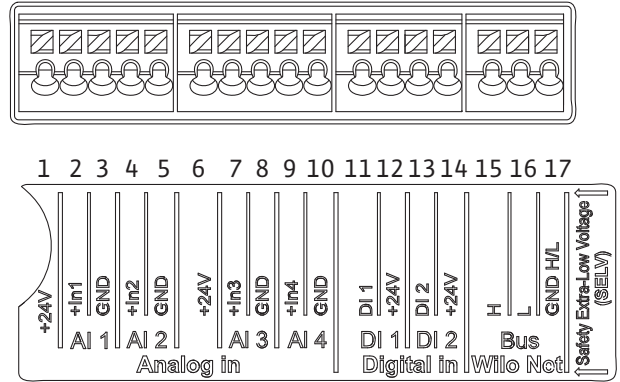 1 2 3 4 5 6 7 8 9 10 11 12 13 14 15 16 17
+24V +In1 GND +In2 GND +24V +In3 GND +In4 GND DI 1 +24V DI 2 +24V H L GND H/L
AI 1 AI 2 AI 3 AI 4 DI 1 DI 2 Bus
Analog in Digital in Wilo Net
Safety Extra-Low Voltage
(SELV)